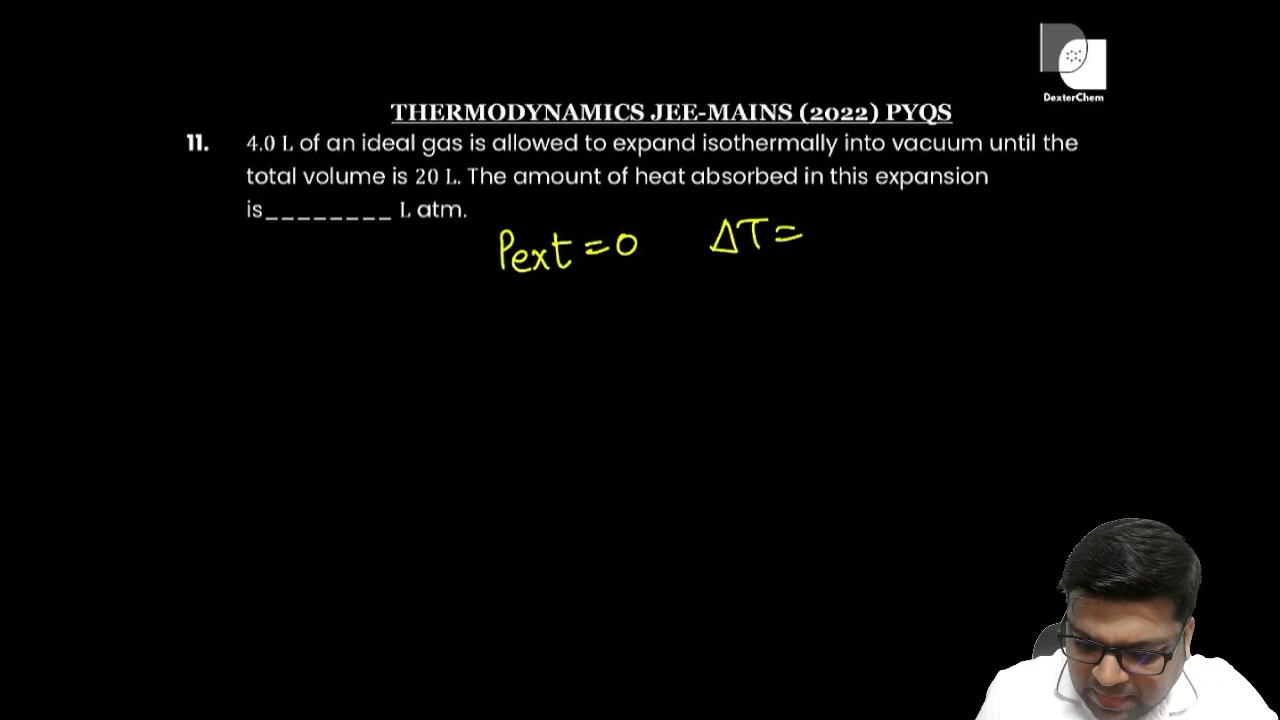 DexterChem
THERMODYNAMICS JEE-MAINS (2022) PYQS
11. 4.0 L of an ideal gas is allowed to expand isothermally into vacuum until the
total volume is 20 L. The amount of heat absorbed in this expansion
is________ L atm.
Pext = 0 ΔT =